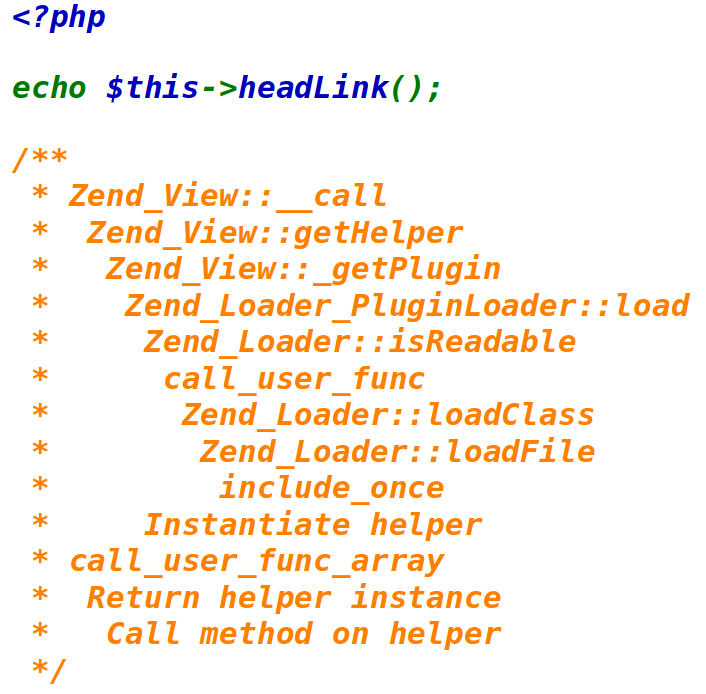 <?php

echo $this->headLink();

/**
 * Zend_View::__call
 *  Zend_View::getHelper
 *   Zend_View::_getPlugin
 *    Zend_Loader_PluginLoader::load
 *     Zend_Loader::isReadable
 *      call_user_func
 *       Zend_Loader::loadClass
 *        Zend_Loader::loadFile
 *         include_once
 *     Instantiate helper
 * call_user_func_array
 *  Return helper instance
 *   Call method on helper
 */